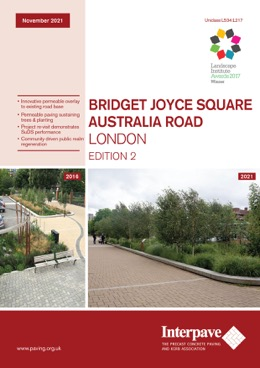 November 2021
Uniclass L534:L217
Landscape
Institute
Awards 2017
Winner
• Innovative permeable overlay
to existing road base
• Permeable paving sustaining
trees & planting
• Project re-visit demonstrates
SuDS performance
• Community driven public realm
regeneration
BRIDGET JOYCE SQUARE
AUSTRALIA ROAD
LONDON
EDITION 2
2016
2021
www.paving.org.uk
Interpave
THE PRECAST CONCRETE PAVING
AND KERB ASSOCIATION